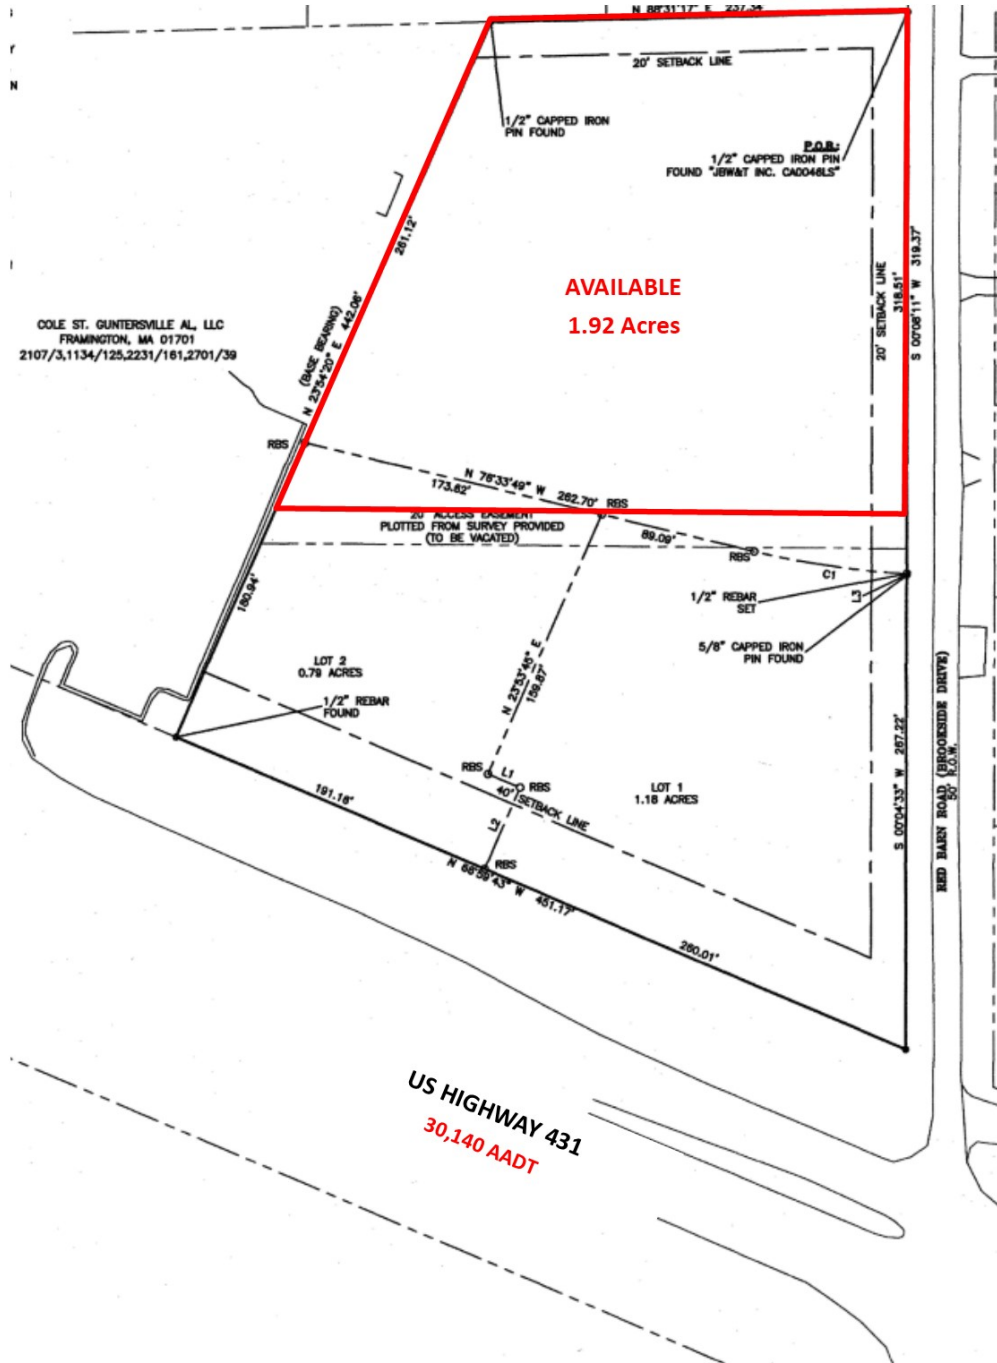 Y
N
N 88°31'17" E 237.34'
20' SETBACK LINE
1/2" CAPPED IRON
PIN FOUND
P.O.B.:
1/2" CAPPED IRON PIN
FOUND "JBW&T INC. CA0046LS"
261.12'
(BASE BEARING)
N 23°54'20" E 442.06'
AVAILABLE
1.92 Acres
20' SETBACK LINE
318.51'
S 00°08'11" W 319.37'
COLE ST. GUNTERSVILLE AL, LLC
FRAMINGTON, MA 01701
2107/3,1134/125,2231/161,2701/39
RBS
N 76°33'49" W 262.70'
173.62'
RBS
20' ACCESS EASEMENT
PLOTTED FROM SURVEY PROVIDED
(TO BE VACATED)
89.09'
RBS
C1
L3
1/2" REBAR
SET
5/8" CAPPED IRON
PIN FOUND
180.94'
LOT 2
0.79 ACRES
1/2" REBAR
FOUND
N 23°53'45" E
159.87'
RBS
L1
RBS
40' SETBACK LINE
L2
RBS
LOT 1
1.18 ACRES
S 00°04'33" W 267.22'
RED BARN ROAD (BROOKSIDE DRIVE)
50' R.O.W.
191.16'
N 66°59'43" W 451.17'
260.01'
US HIGHWAY 431
30,140 AADT